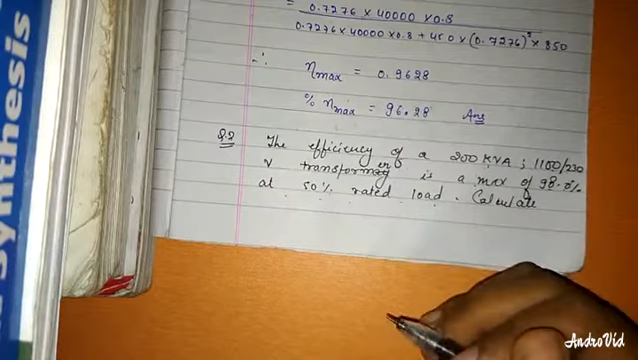 = 0.7276 x 40000 x 0.8
0.7276 x 40000 x 0.8 + 450 x (0.7276)² x 850
∴ ηmax = 0.9628
% ηmax = 96.28 Ans
Q.2 The efficiency of a 200 KVA; 1100/230
V transformer is a max of 98.0%
at 50% rated load. Calculate
Synthesis
AndroVid